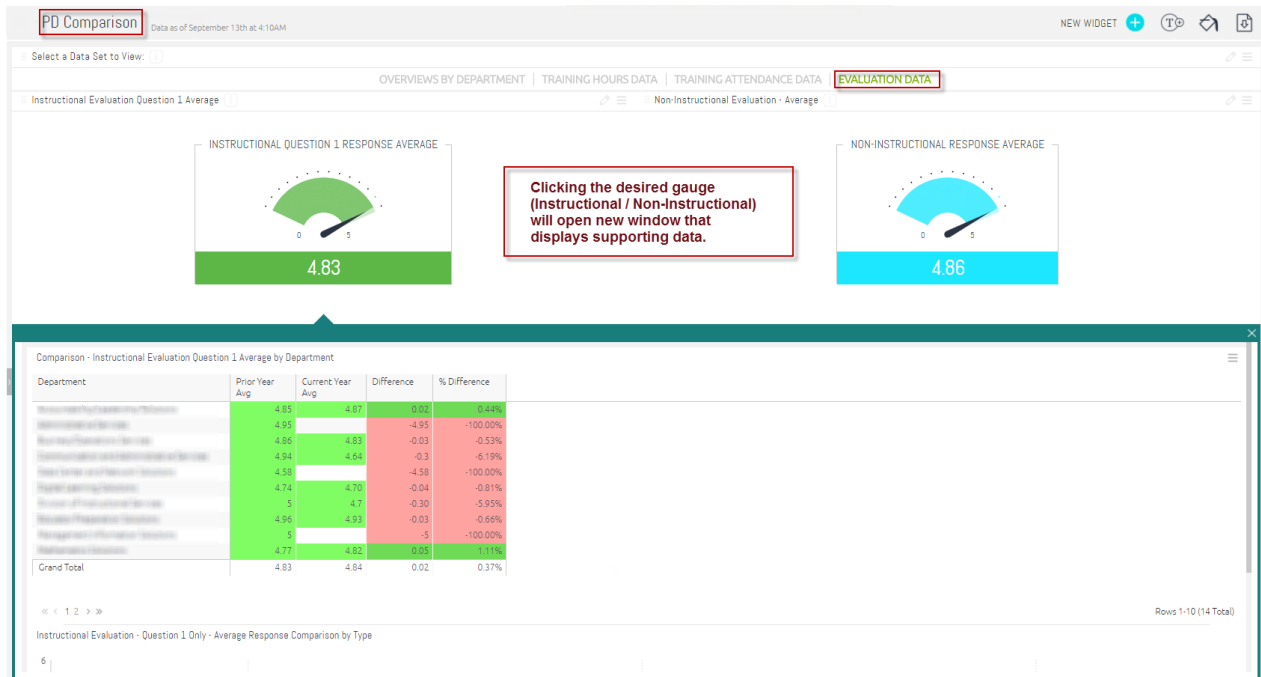 PD Comparison Data as of September 13th at 4:10AM NEW WIDGET
Select a Data Set to View:
OVERVIEWS BY DEPARTMENT | TRAINING HOURS DATA | TRAINING ATTENDANCE DATA | EVALUATION DATA
Instructional Evaluation Question 1 Average
Non-Instructional Evaluation - Average
INSTRUCTIONAL QUESTION 1 RESPONSE AVERAGE
0 5
4.83
Clicking the desired gauge
(Instructional / Non-Instructional)
will open new window that
displays supporting data.
NON-INSTRUCTIONAL RESPONSE AVERAGE
0 5
4.86
Comparison - Instructional Evaluation Question 1 Average by Department
Department Prior Year Avg Current Year Avg Difference % Difference
4.85 4.87 0.02 0.44%
4.95 -4.95 -100.00%
4.86 4.83 -0.03 -0.53%
4.94 4.64 -0.3 -6.19%
4.58 -4.58 -100.00%
4.74 4.70 -0.04 -0.81%
5 4.7 -0.30 -5.95%
4.96 4.93 -0.03 -0.66%
5 -5 -100.00%
4.77 4.82 0.05 1.11%
Grand Total 4.83 4.84 0.02 0.37%
« < 1 2 > »
Rows 1-10 (14 Total)
Instructional Evaluation - Question 1 Only - Average Response Comparison by Type
6